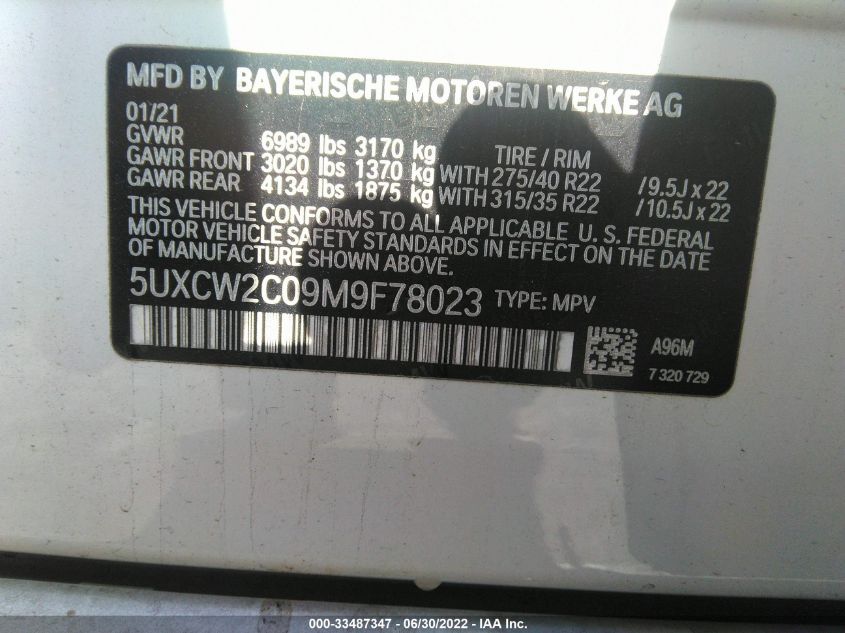 MFD BY BAYERISCHE MOTOREN WERKE AG
01/21
GVWR 6989 lbs 3170 kg TIRE / RIM
GAWR FRONT 3020 lbs 1370 kg WITH 275/40 R22 /9.5J x 22
GAWR REAR 4134 lbs 1875 kg WITH 315/35 R22 /10.5J x 22
THIS VEHICLE CONFORMS TO ALL APPLICABLE U. S. FEDERAL
MOTOR VEHICLE SAFETY STANDARDS IN EFFECT ON THE DATE
OF MANUFACTURE SHOWN ABOVE.
5UXCW2C09M9F78023 TYPE: MPV
A96M
7 320 729
000-33487347 - 06/30/2022 - IAA Inc.